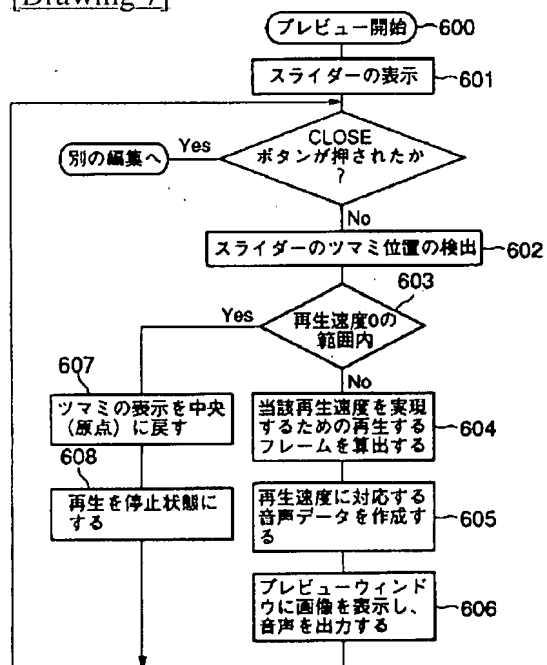 [Drawing 7]
プレビュー開始
600
スライダーの表示
601
CLOSE
ボタンが押されたか
?
Yes
別の編集へ
No
スライダーのツマミ位置の検出
602
603
再生速度0の
範囲内
Yes
No
607
ツマミの表示を中央
(原点)に戻す
608
再生を停止状態に
する
当該再生速度を実現
するための再生する
フレームを算出する
604
再生速度に対応する
音声データを作成す
る
605
プレビューウィンド
ウに画像を表示し、
音声を出力する
606